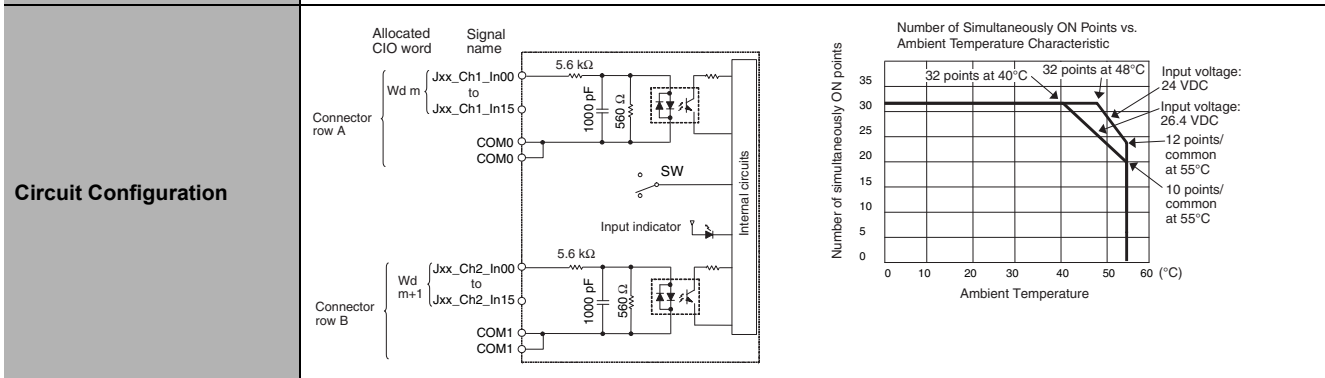 Circuit Configuration
Allocated
CIO word
Signal
name
Connector
row A
Wd m
Jxx_Ch1_In00
to
Jxx_Ch1_In15
COM0
COM0
5.6 kΩ
1000 pF
560 Ω
SW
Input indicator
Internal circuits
Connector
row B
Wd
m+1
Jxx_Ch2_In00
to
Jxx_Ch2_In15
COM1
COM1
5.6 kΩ
1000 pF
560 Ω
Number of Simultaneously ON Points vs.
Ambient Temperature Characteristic
Number of simultaneously ON points
35
30
25
20
15
10
5
0
32 points at 40°C
32 points at 48°C
Input voltage:
24 VDC
Input voltage:
26.4 VDC
12 points/
common
at 55°C
10 points/
common
at 55°C
0 10 20 30 40 50 60 (°C)
Ambient Temperature